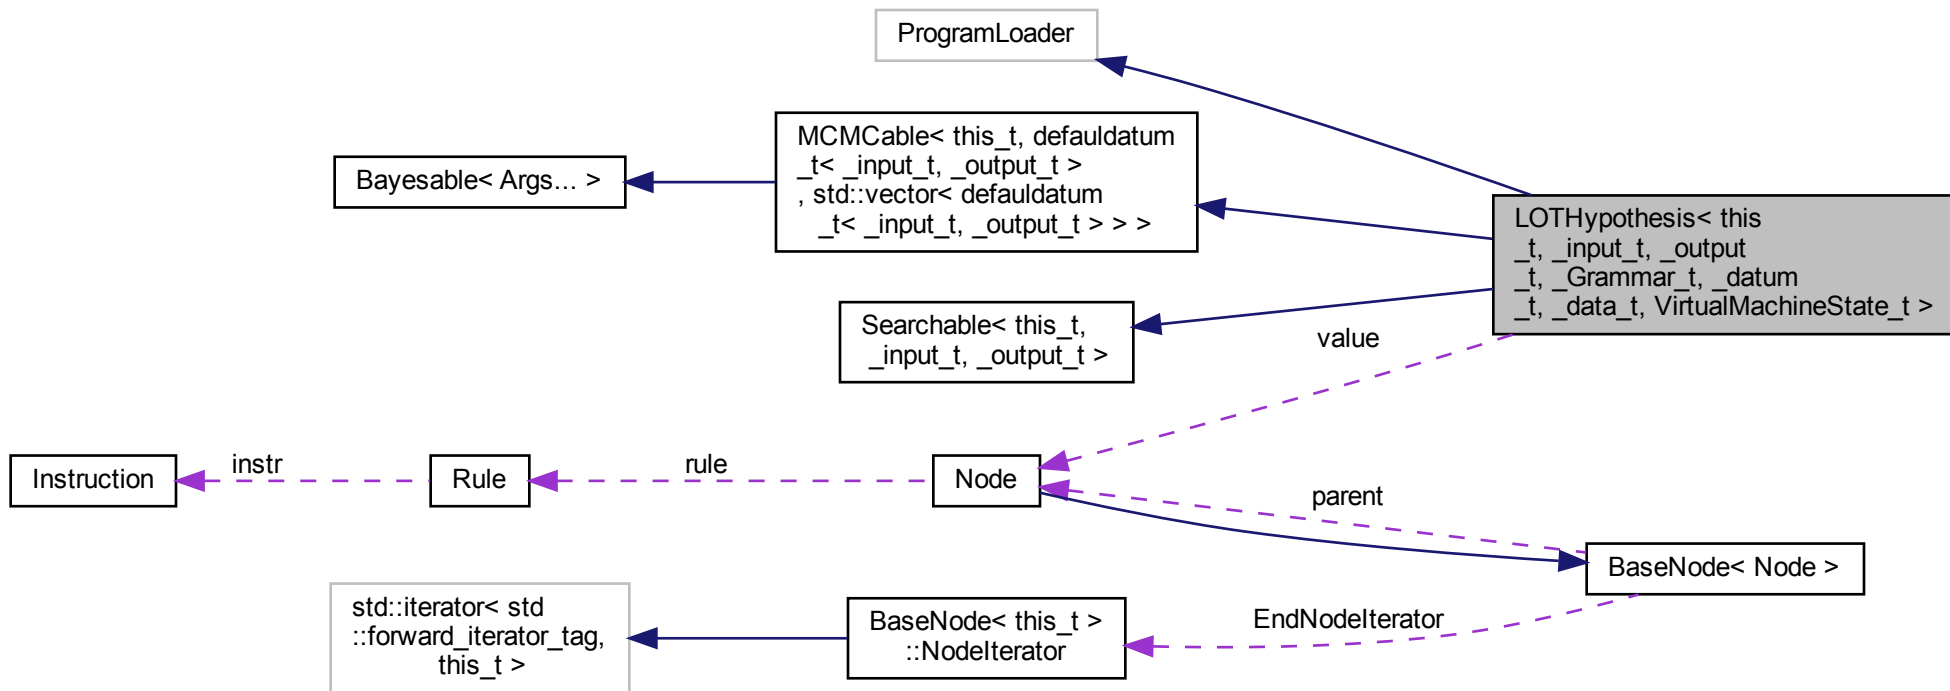 ProgramLoader
MCMCable< this_t, defauldatum
_t< _input_t, _output_t >
, std::vector< defauldatum
_t< _input_t, _output_t > > >
Bayesable< Args... >
LOTHypothesis< this
_t, _input_t, _output
_t, _Grammar_t, _datum
_t, _data_t, VirtualMachineState_t >
Searchable< this_t,
_input_t, _output_t >
value
Instruction
instr
Rule
rule
Node
parent
BaseNode< Node >
EndNodeIterator
BaseNode< this_t >
::NodeIterator
std::iterator< std
::forward_iterator_tag,
this_t >